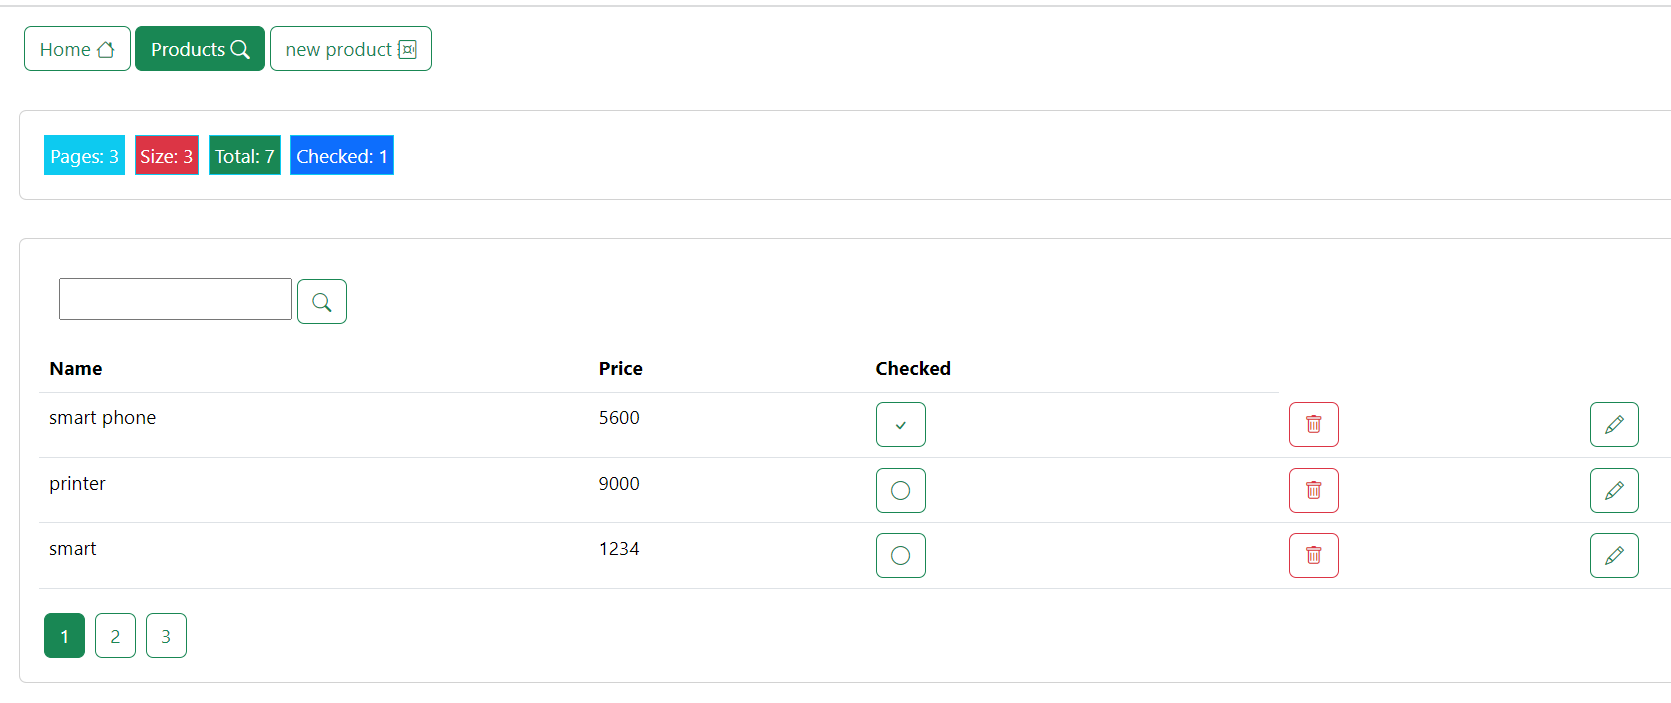 Home Products new product
Pages: 3 Size: 3 Total: 7 Checked: 1
Name Price Checked
smart phone 5600
printer 9000
smart 1234
1 2 3